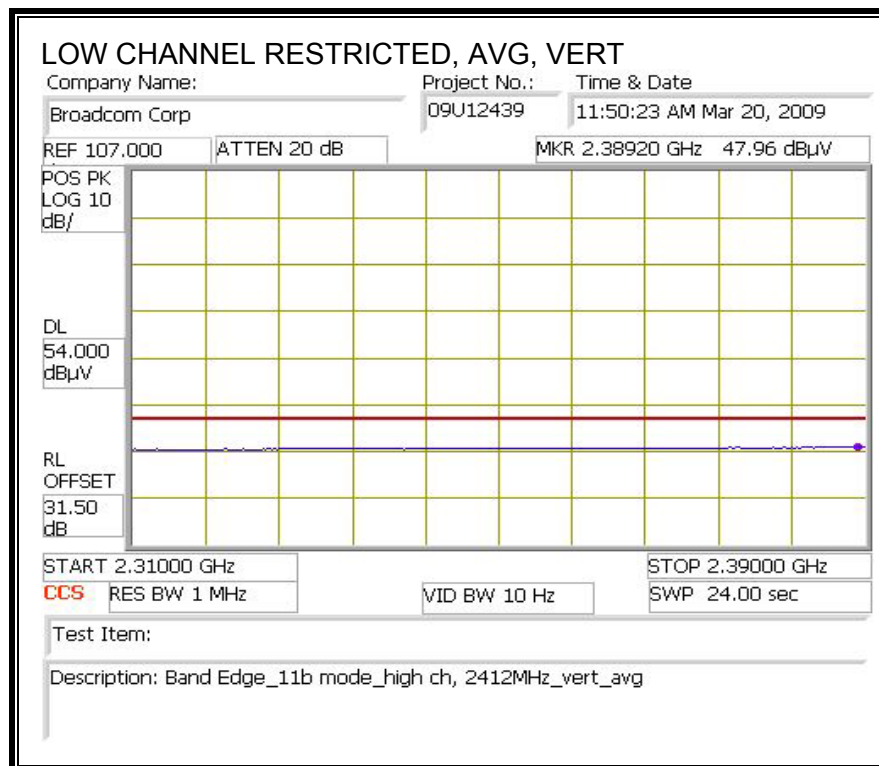 LOW CHANNEL RESTRICTED, AVG, VERT
Company Name: Project No.: Time & Date
Broadcom Corp 09U12439 11:50:23 AM Mar 20, 2009
REF 107.000 ATTEN 20 dB MKR 2.38920 GHz 47.96 dBµV
POS PK
LOG 10
dB/
DL
54.000
dBµV
RL
OFFSET
31.50
dB
START 2.31000 GHz STOP 2.39000 GHz
CCS RES BW 1 MHz VID BW 10 Hz SWP 24.00 sec
Test Item:
Description: Band Edge_11b mode_high ch, 2412MHz_vert_avg